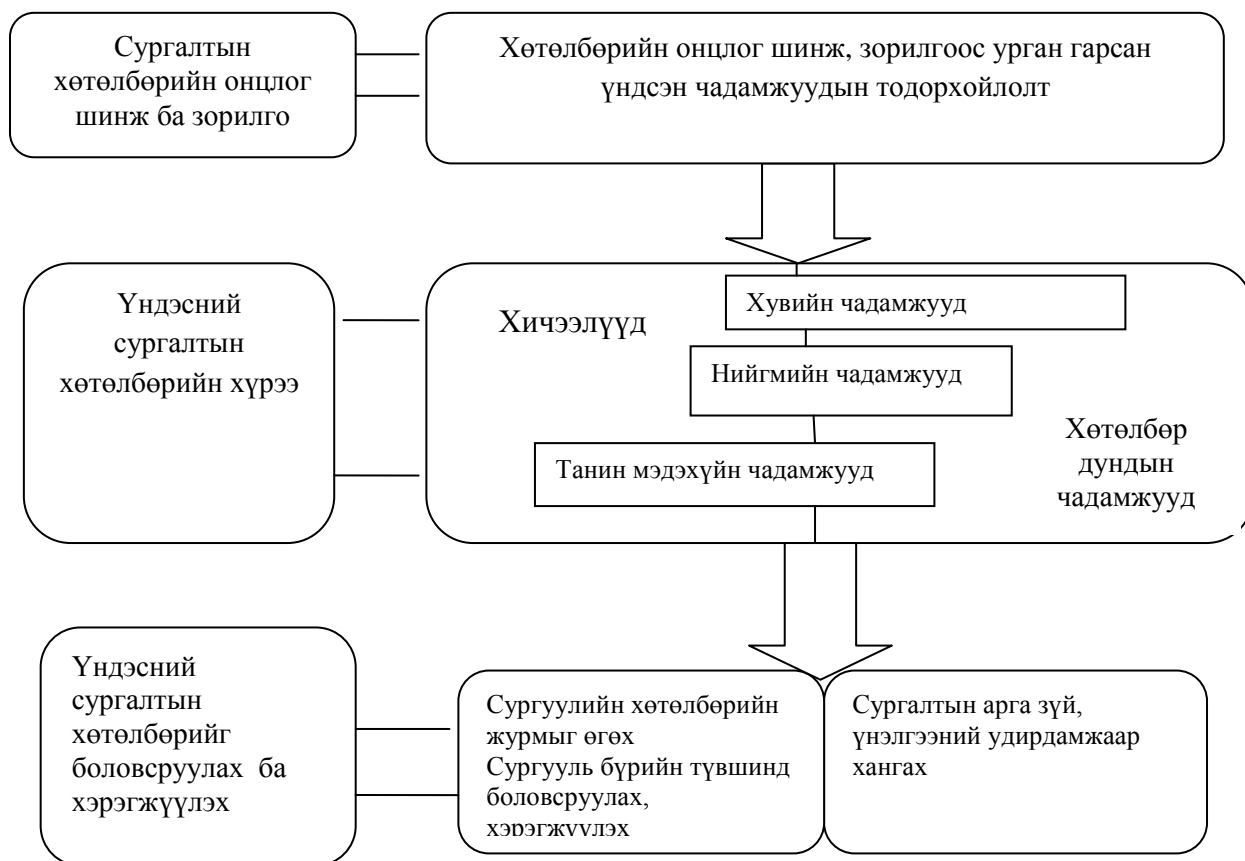 Сургалтын
хөтөлбөрийн онцлог
шинж ба зорилго
Хөтөлбөрийн онцлог шинж, зорилгоос урган гарсан
үндсэн чадамжуудын тодорхойлолт
Үндэсний
сургалтын
хөтөлбөрийн хүрээ
Хичээлүүд
Хувийн чадамжууд
Нийгмийн чадамжууд
Танин мэдэхүйн чадамжууд
Хөтөлбөр
дундын
чадамжууд
Үндэсний
сургалтын
хөтөлбөрийг
боловсруулах ба
хэрэгжүүлэх
Сургуулийн хөтөлбөрийн
журмыг өгөх
Сургууль бүрийн түвшинд
боловсруулах,
хэрэгжүүлэх
Сургалтын арга зүй,
үнэлгээний удирдамжаар
хангах